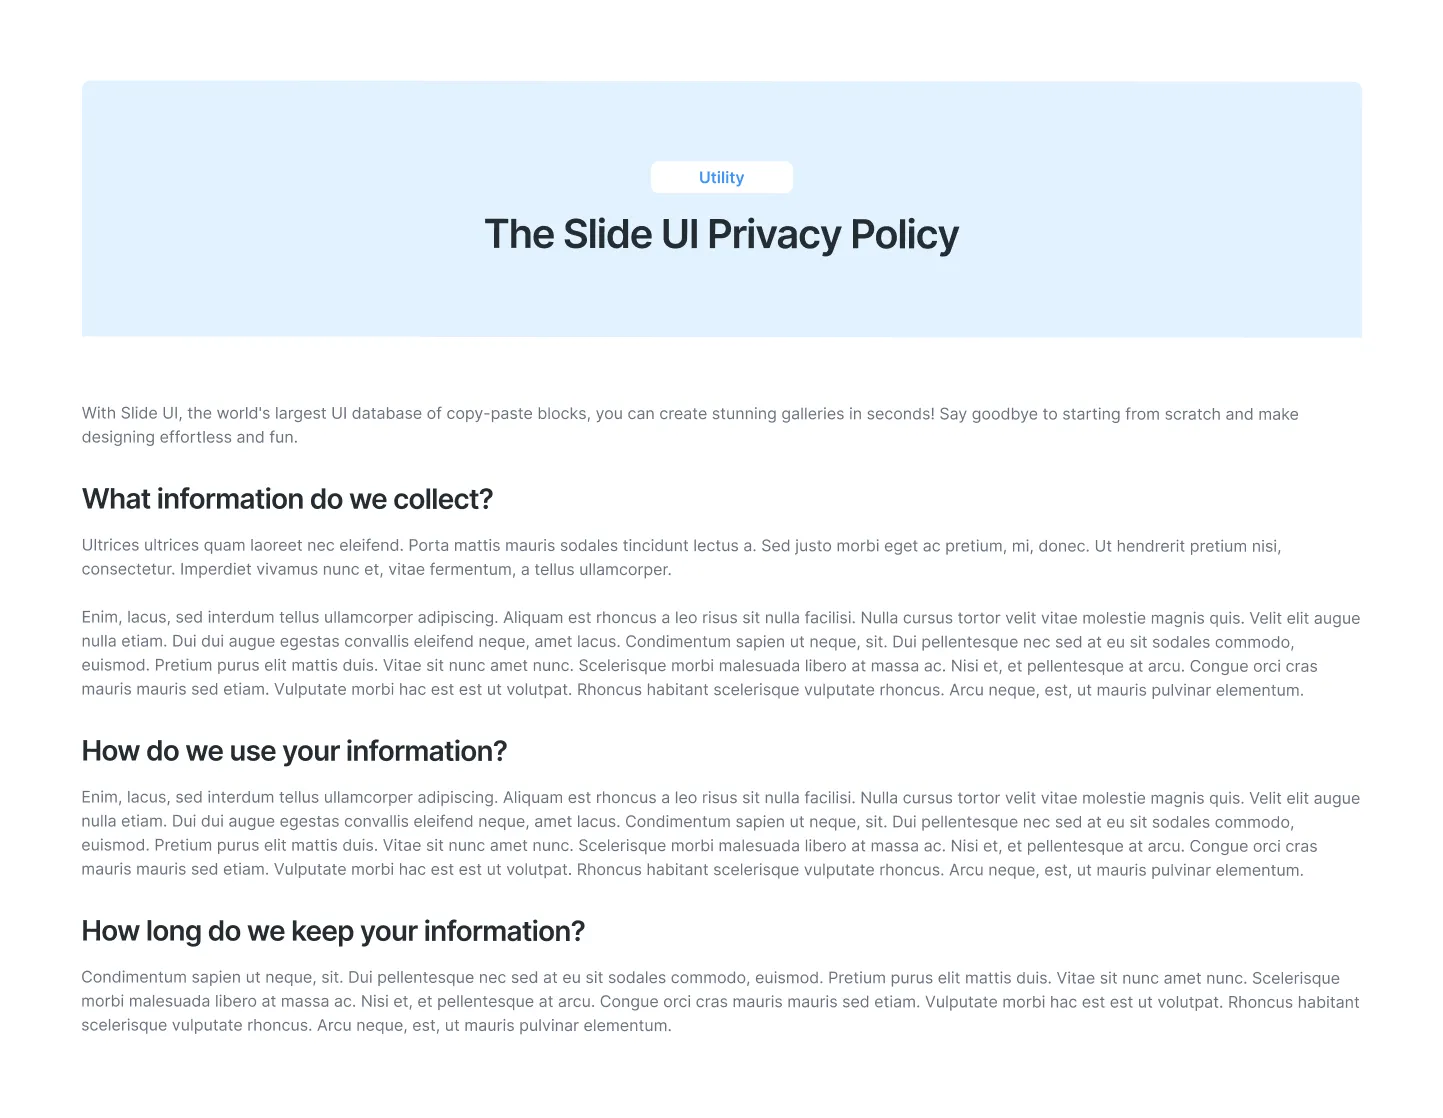 Utility
The Slide UI Privacy Policy
With Slide UI, the world's largest UI database of copy-paste blocks, you can create stunning galleries in seconds! Say goodbye to starting from scratch and make
designing effortless and fun.
What information do we collect?
Ultrices ultrices quam laoreet nec eleifend. Porta mattis mauris sodales tincidunt lectus a. Sed justo morbi eget ac pretium, mi, donec. Ut hendrerit pretium nisi,
consectetur. Imperdiet vivamus nunc et, vitae fermentum, a tellus ullamcorper.
Enim, lacus, sed interdum tellus ullamcorper adipiscing. Aliquam est rhoncus a leo risus sit nulla facilisi. Nulla cursus tortor velit vitae molestie magnis quis. Velit elit augue
nulla etiam. Dui dui augue egestas convallis eleifend neque, amet lacus. Condimentum sapien ut neque, sit. Dui pellentesque nec sed at eu sit sodales commodo,
euismod. Pretium purus elit mattis duis. Vitae sit nunc amet nunc. Scelerisque morbi malesuada libero at massa ac. Nisi et, et pellentesque at arcu. Congue orci cras
mauris mauris sed etiam. Vulputate morbi hac est est ut volutpat. Rhoncus habitant scelerisque vulputate rhoncus. Arcu neque, est, ut mauris pulvinar elementum.
How do we use your information?
Enim, lacus, sed interdum tellus ullamcorper adipiscing. Aliquam est rhoncus a leo risus sit nulla facilisi. Nulla cursus tortor velit vitae molestie magnis quis. Velit elit augue
nulla etiam. Dui dui augue egestas convallis eleifend neque, amet lacus. Condimentum sapien ut neque, sit. Dui pellentesque nec sed at eu sit sodales commodo,
euismod. Pretium purus elit mattis duis. Vitae sit nunc amet nunc. Scelerisque morbi malesuada libero at massa ac. Nisi et, et pellentesque at arcu. Congue orci cras
mauris mauris sed etiam. Vulputate morbi hac est est ut volutpat. Rhoncus habitant scelerisque vulputate rhoncus. Arcu neque, est, ut mauris pulvinar elementum.
How long do we keep your information?
Condimentum sapien ut neque, sit. Dui pellentesque nec sed at eu sit sodales commodo, euismod. Pretium purus elit mattis duis. Vitae sit nunc amet nunc. Scelerisque
morbi malesuada libero at massa ac. Nisi et, et pellentesque at arcu. Congue orci cras mauris mauris sed etiam. Vulputate morbi hac est est ut volutpat. Rhoncus habitant
scelerisque vulputate rhoncus. Arcu neque, est, ut mauris pulvinar elementum.